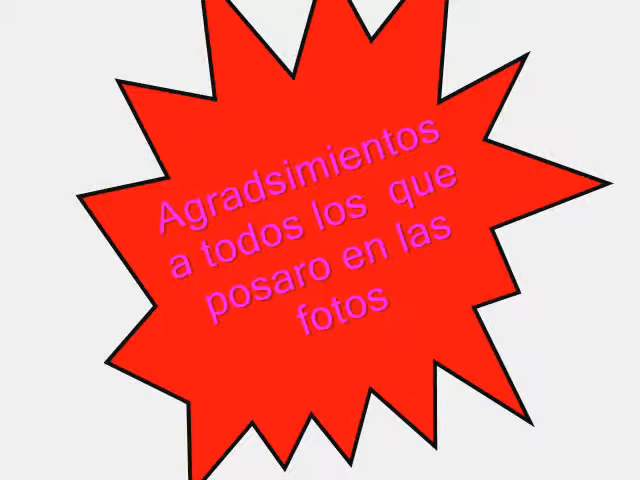 Agradsimientos
a todos los que
posaro en las
fotos